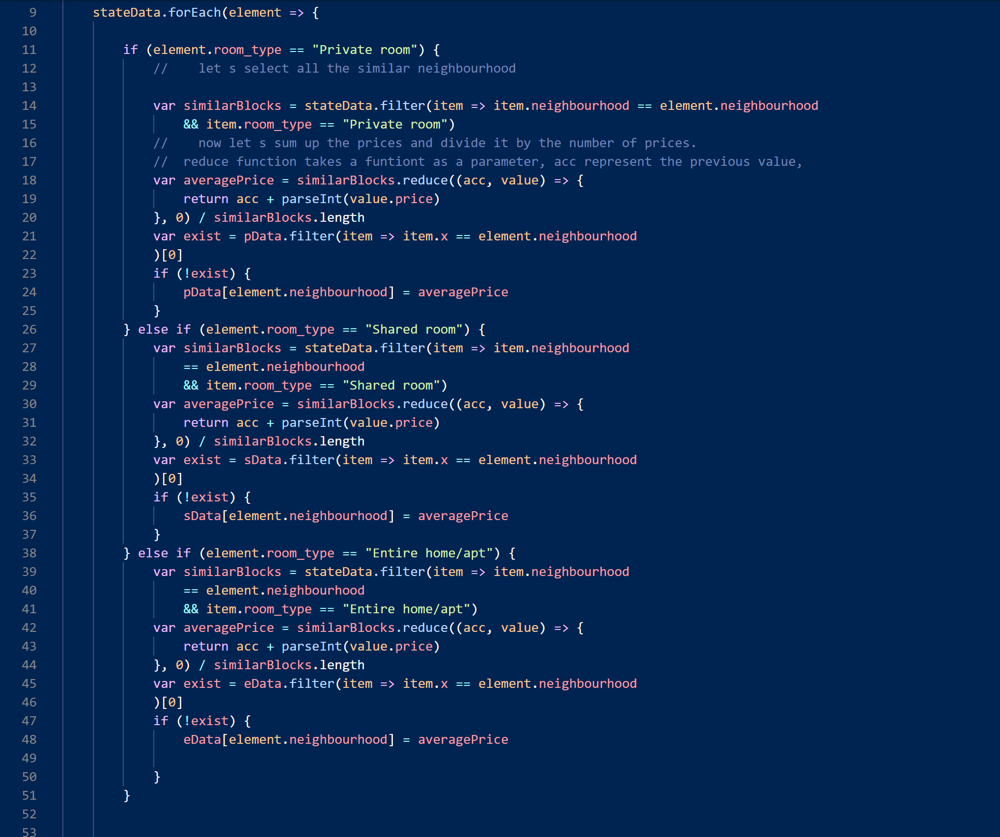 9 stateData.forEach(element => {
10
11 if (element.room_type == "Private room") {
12 //    let s select all the similar neighbourhood
13
14 var similarBlocks = stateData.filter(item => item.neighbourhood == element.neighbourhood
15 && item.room_type == "Private room")
16 //    now let s sum up the prices and divide it by the number of prices.
17 //  reduce function takes a funtiont as a parameter, acc represent the previous value,
18 var averagePrice = similarBlocks.reduce((acc, value) => {
19 return acc + parseInt(value.price)
20 }, 0) / similarBlocks.length
21 var exist = pData.filter(item => item.x == element.neighbourhood
22 )[0]
23 if (!exist) {
24 pData[element.neighbourhood] = averagePrice
25 }
26 } else if (element.room_type == "Shared room") {
27 var similarBlocks = stateData.filter(item => item.neighbourhood
28 == element.neighbourhood
29 && item.room_type == "Shared room")
30 var averagePrice = similarBlocks.reduce((acc, value) => {
31 return acc + parseInt(value.price)
32 }, 0) / similarBlocks.length
33 var exist = sData.filter(item => item.x == element.neighbourhood
34 )[0]
35 if (!exist) {
36 sData[element.neighbourhood] = averagePrice
37 }
38 } else if (element.room_type == "Entire home/apt") {
39 var similarBlocks = stateData.filter(item => item.neighbourhood
40 == element.neighbourhood
41 && item.room_type == "Entire home/apt")
42 var averagePrice = similarBlocks.reduce((acc, value) => {
43 return acc + parseInt(value.price)
44 }, 0) / similarBlocks.length
45 var exist = eData.filter(item => item.x == element.neighbourhood
46 )[0]
47 if (!exist) {
48 eData[element.neighbourhood] = averagePrice
49
50 }
51 }
52
53